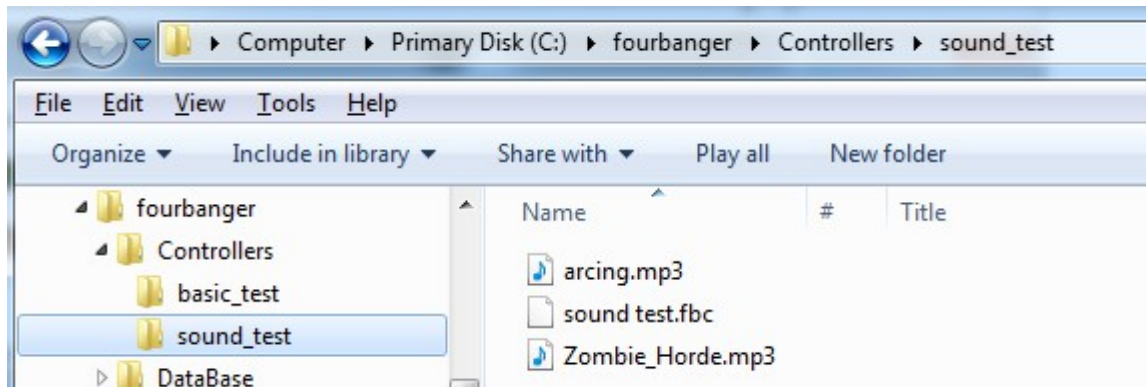 Computer Primary Disk (C:) fourbanger Controllers sound_test
File Edit View Tools Help
Organize Include in library Share with Play all New folder
fourbanger
Controllers
basic_test
sound_test
DataBase
Name # Title
arcing.mp3
sound test.fbc
Zombie_Horde.mp3